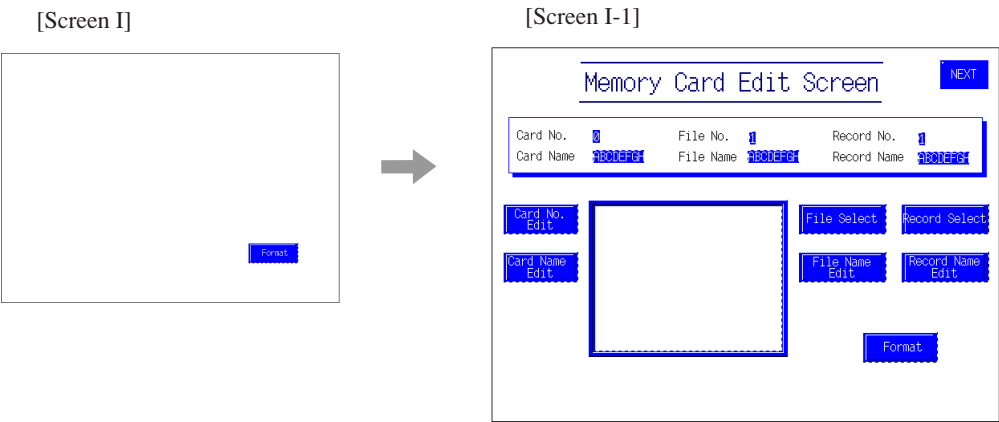 [Screen I]
[Screen I-1]
Format
Memory Card Edit Screen
NEXT
Card No. 0 File No. 1 Record No. 1
Card Name ABCDEFGH File Name ABCDEFGH Record Name ABCDEFGH
Card No.
Edit
File Select
Record Select
Card Name
Edit
File Name
Edit
Record Name
Edit
Format